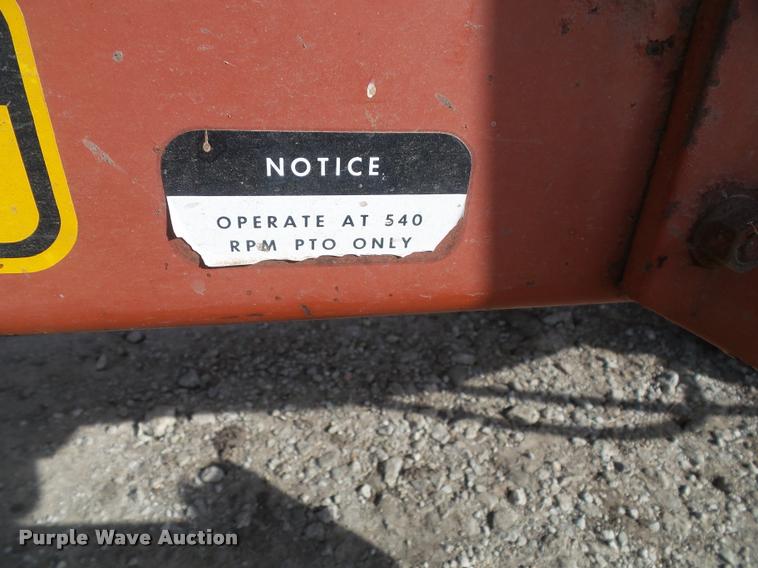 NOTICE
OPERATE AT 540
RPM PTO ONLY
Purple Wave Auction